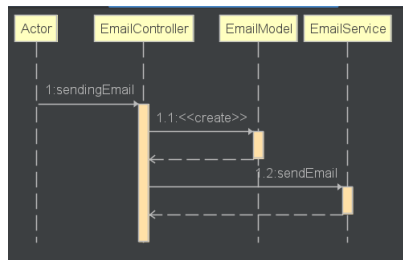 Actor
EmailController
EmailModel
EmailService
1:sendingEmail
1.1:<<create>>
1.2:sendEmail